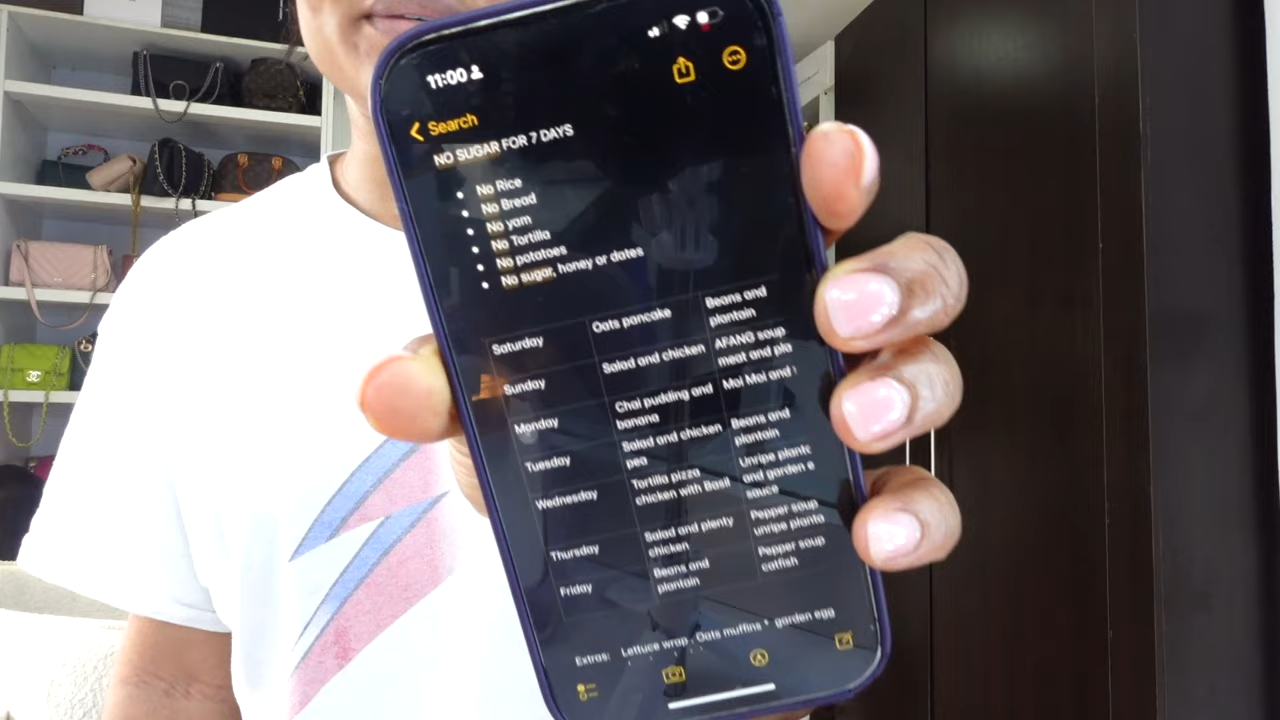 11:00
Search
NO SUGAR FOR 7 DAYS
• No Rice
• No Bread
• No yam
• No Tortilla
• No potatoes
• No sugar, honey or dates
Saturday
Oats pancake
Beans and
plantain
Sunday
Salad and chicken
AFANG soup
meat and pla
Monday
Chai pudding and
banana
Moi Moi and
Tuesday
Salad and chicken
pea
Beans and
plantain
Wednesday
Tortilla pizza
chicken with Basil
Unripe plantc
and garden e
sauce
Thursday
Salad and plenty
chicken
Pepper soup
unripe planta
Friday
Beans and
plantain
Pepper soup
catfish
Extras: Lettuce wrap . Oats muffins * garden egg